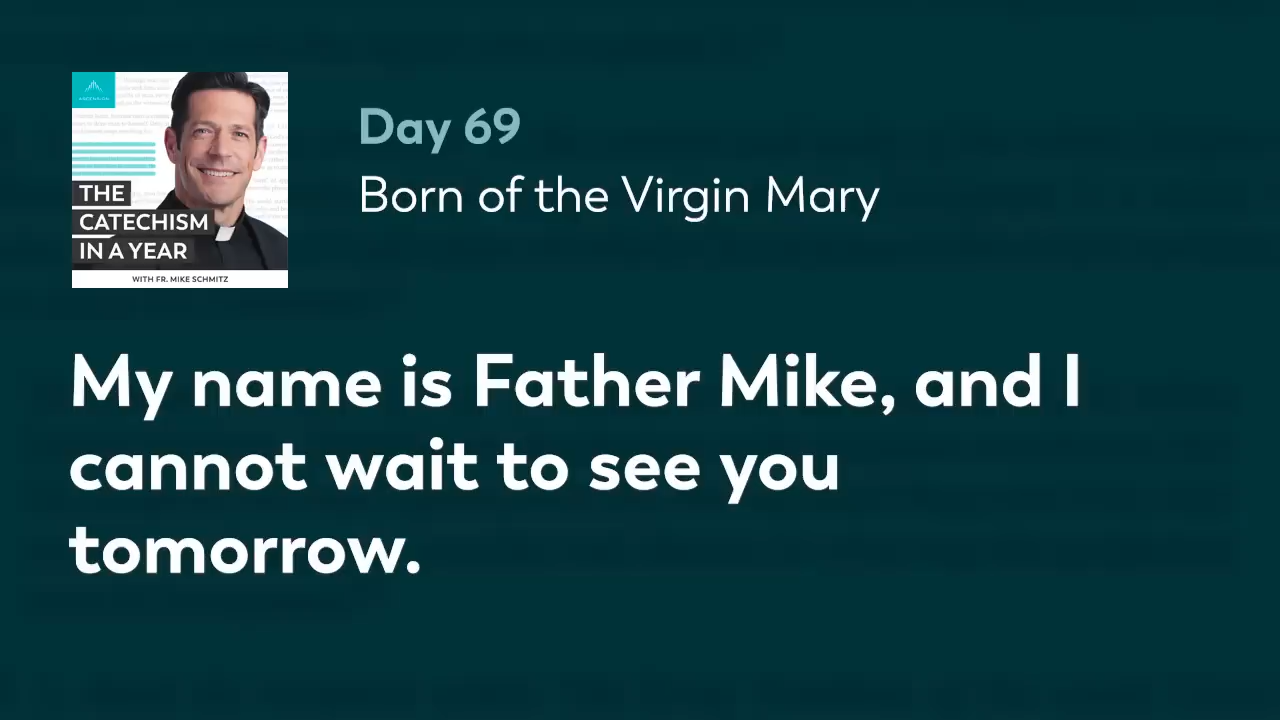 Day 69
Born of the Virgin Mary
THE
CATECHISM
IN A YEAR
WITH FR. MIKE SCHMITZ
My name is Father Mike, and I
cannot wait to see you
tomorrow.